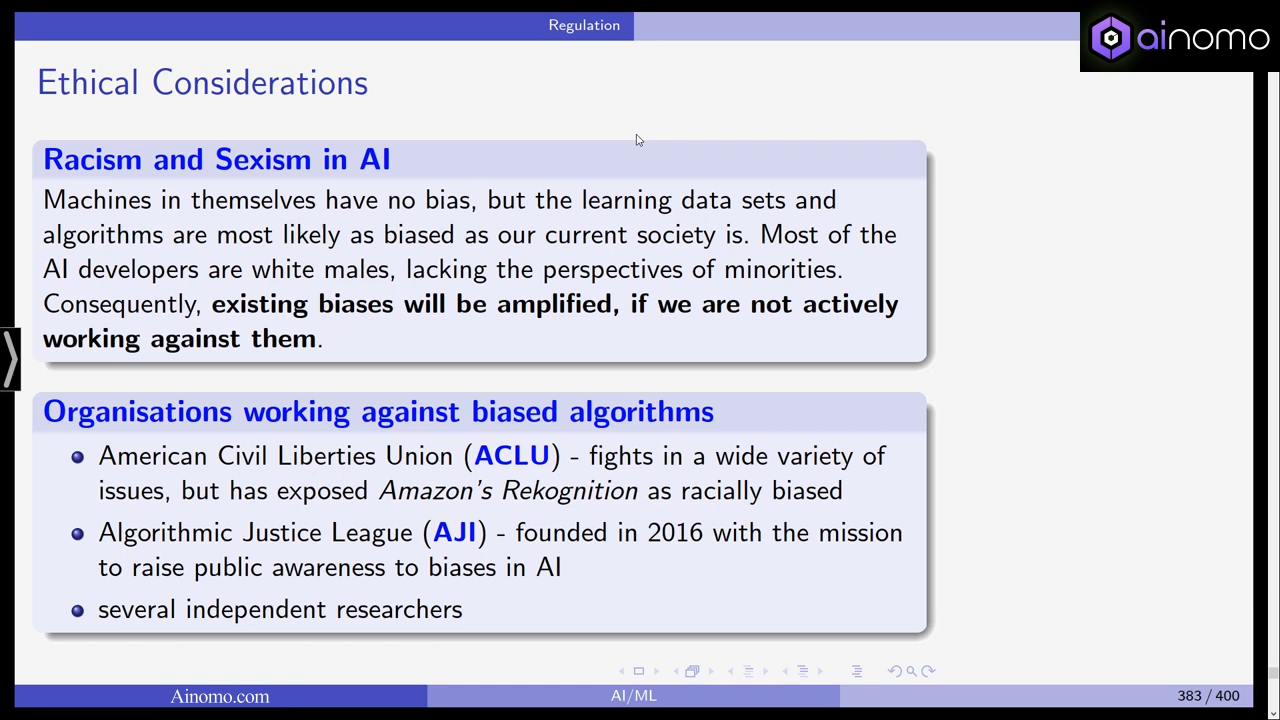 Regulation
ainomo
Ethical Considerations
Racism and Sexism in AI
Machines in themselves have no bias, but the learning data sets and
algorithms are most likely as biased as our current society is. Most of the
AI developers are white males, lacking the perspectives of minorities.
Consequently, existing biases will be amplified, if we are not actively
working against them.
Organisations working against biased algorithms
American Civil Liberties Union (ACLU) - fights in a wide variety of
issues, but has exposed Amazon's Rekognition as racially biased
Algorithmic Justice League (AJI) - founded in 2016 with the mission
to raise public awareness to biases in AI
several independent researchers
Ainomo.com
AI/ML
383 / 400